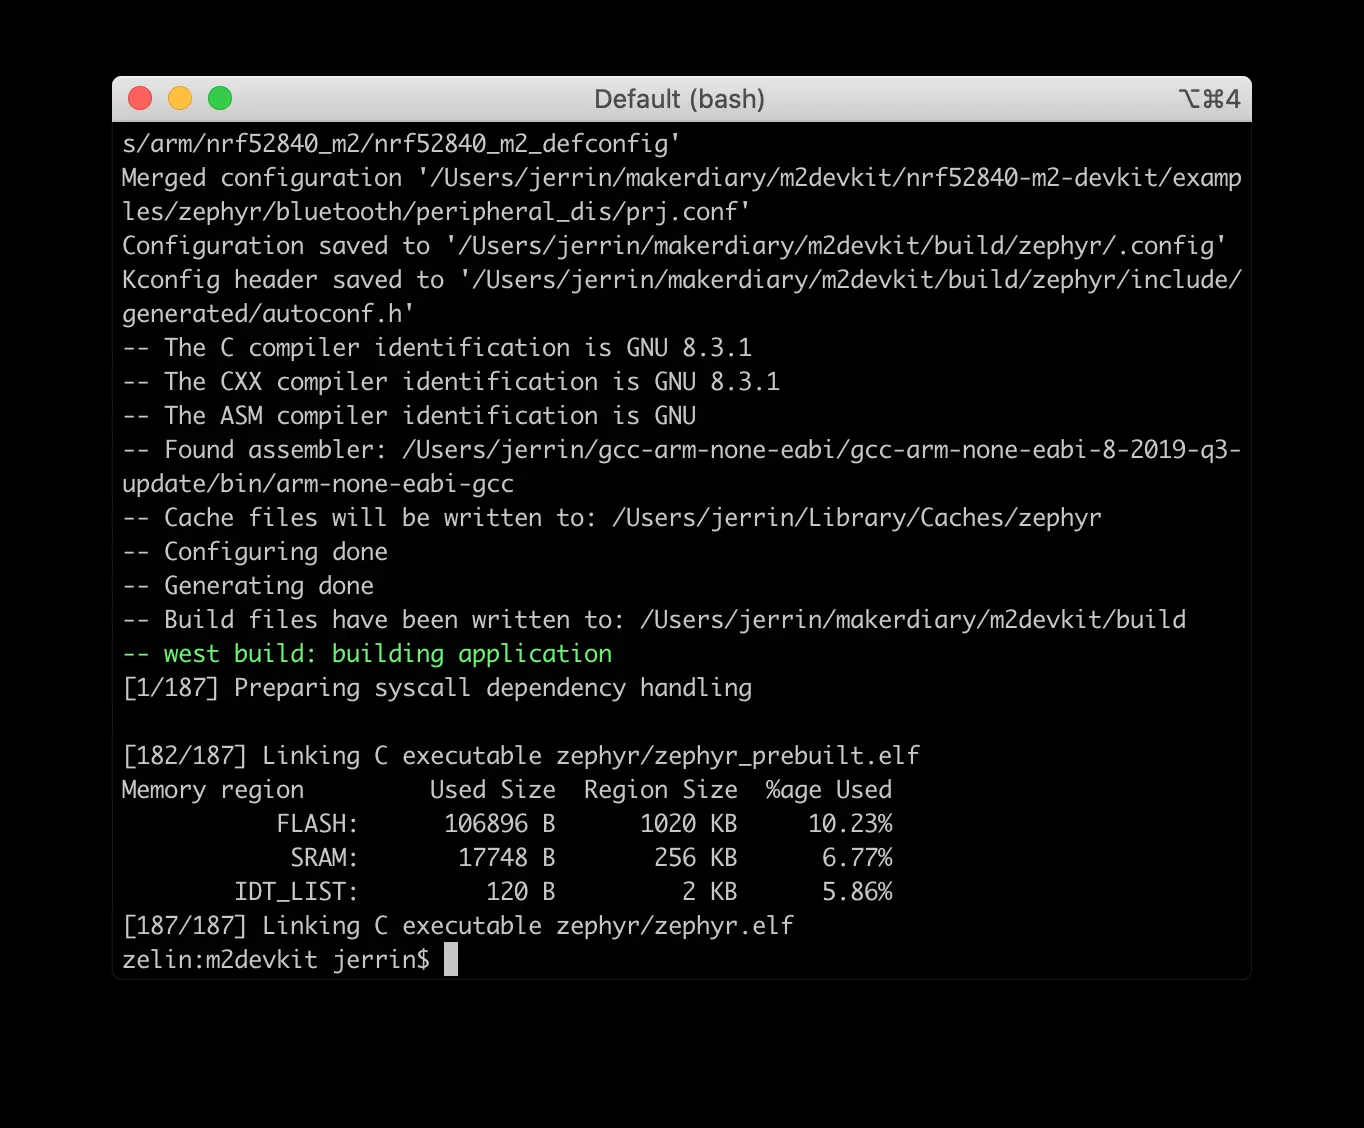 Default (bash)
⌥⌘4
s/arm/nrf52840_m2/nrf52840_m2_defconfig'
Merged configuration '/Users/jerrin/makerdiary/m2devkit/nrf52840-m2-devkit/examp
les/zephyr/bluetooth/peripheral_dis/prj.conf'
Configuration saved to '/Users/jerrin/makerdiary/m2devkit/build/zephyr/.config'
Kconfig header saved to '/Users/jerrin/makerdiary/m2devkit/build/zephyr/include/
generated/autoconf.h'
-- The C compiler identification is GNU 8.3.1
-- The CXX compiler identification is GNU 8.3.1
-- The ASM compiler identification is GNU
-- Found assembler: /Users/jerrin/gcc-arm-none-eabi/gcc-arm-none-eabi-8-2019-q3-
update/bin/arm-none-eabi-gcc
-- Cache files will be written to: /Users/jerrin/Library/Caches/zephyr
-- Configuring done
-- Generating done
-- Build files have been written to: /Users/jerrin/makerdiary/m2devkit/build
-- west build: building application
[1/187] Preparing syscall dependency handling
[182/187] Linking C executable zephyr/zephyr_prebuilt.elf
Memory region         Used Size  Region Size  %age Used
           FLASH:      106896 B      1020 KB     10.23%
            SRAM:       17748 B       256 KB      6.77%
        IDT_LIST:         120 B         2 KB      5.86%
[187/187] Linking C executable zephyr/zephyr.elf
zelin:m2devkit jerrin$